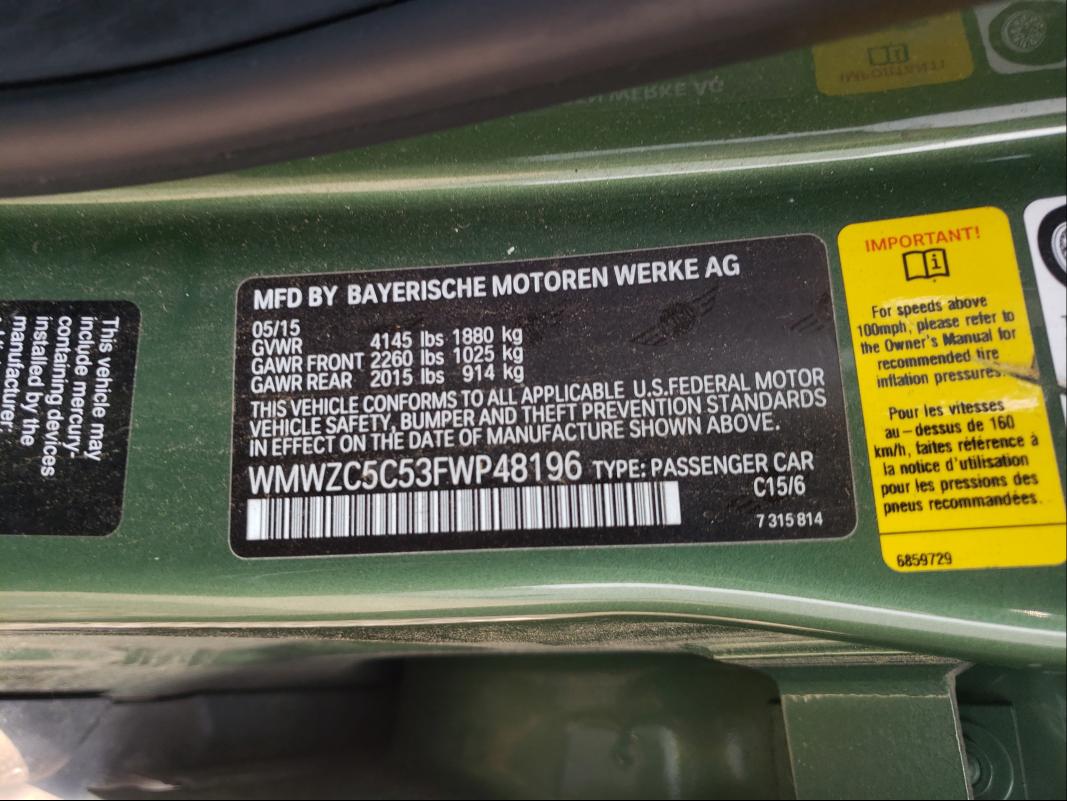 This vehicle may
include mercury-
containing devices
installed by the
manufacturer:
MFD BY BAYERISCHE MOTOREN WERKE AG
05/15
GVWR 4145 lbs 1880 kg
GAWR FRONT 2260 lbs 1025 kg
GAWR REAR 2015 lbs 914 kg
THIS VEHICLE CONFORMS TO ALL APPLICABLE U.S.FEDERAL MOTOR
VEHICLE SAFETY, BUMPER AND THEFT PREVENTION STANDARDS
IN EFFECT ON THE DATE OF MANUFACTURE SHOWN ABOVE.
WMWZC5C53FWP48196 TYPE: PASSENGER CAR
C15/6
7 315 814
IMPORTANT!
For speeds above
100mph, please refer to
the Owner's Manual for
recommended tire
inflation pressures.
Pour les vitesses
au-dessus de 160
km/h, faites référence à
la notice d'utilisation
pour les pressions des
pneus recommandées.
6859729